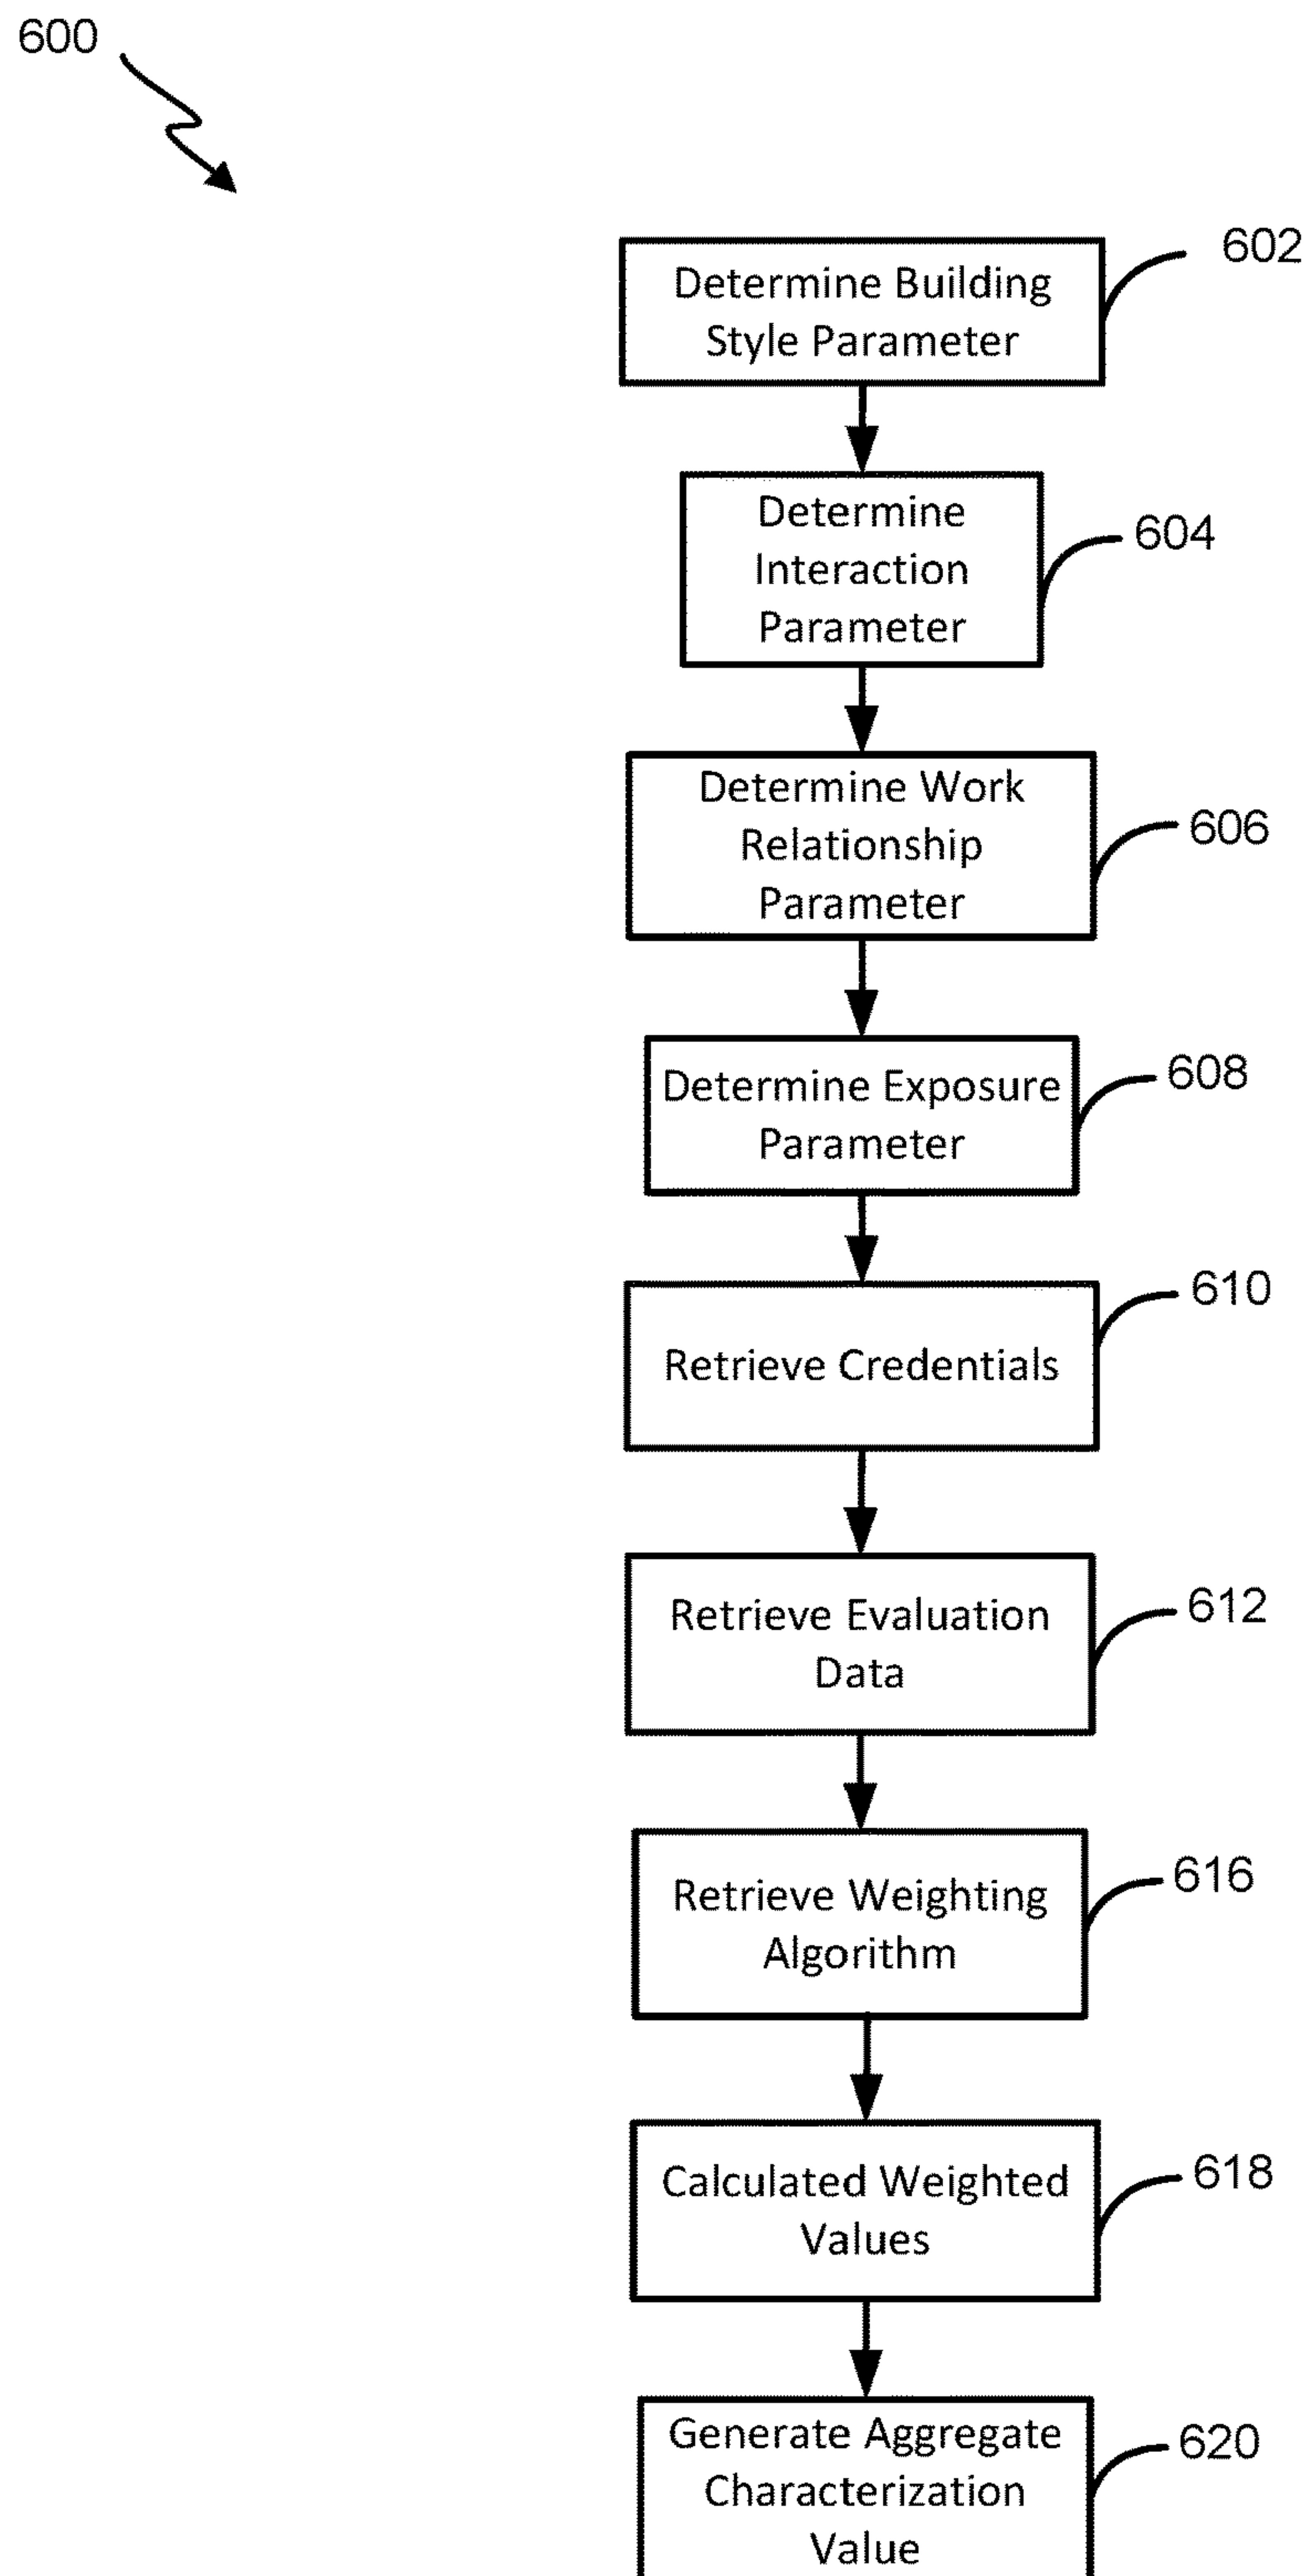 600
602
Determine Building
Style Parameter
604
Determine
Interaction
Parameter
606
Determine Work
Relationship
Parameter
608
Determine Exposure
Parameter
610
Retrieve Credentials
612
Retrieve Evaluation
Data
616
Retrieve Weighting
Algorithm
618
Calculated Weighted
Values
620
Generate Aggregate
Characterization
Value